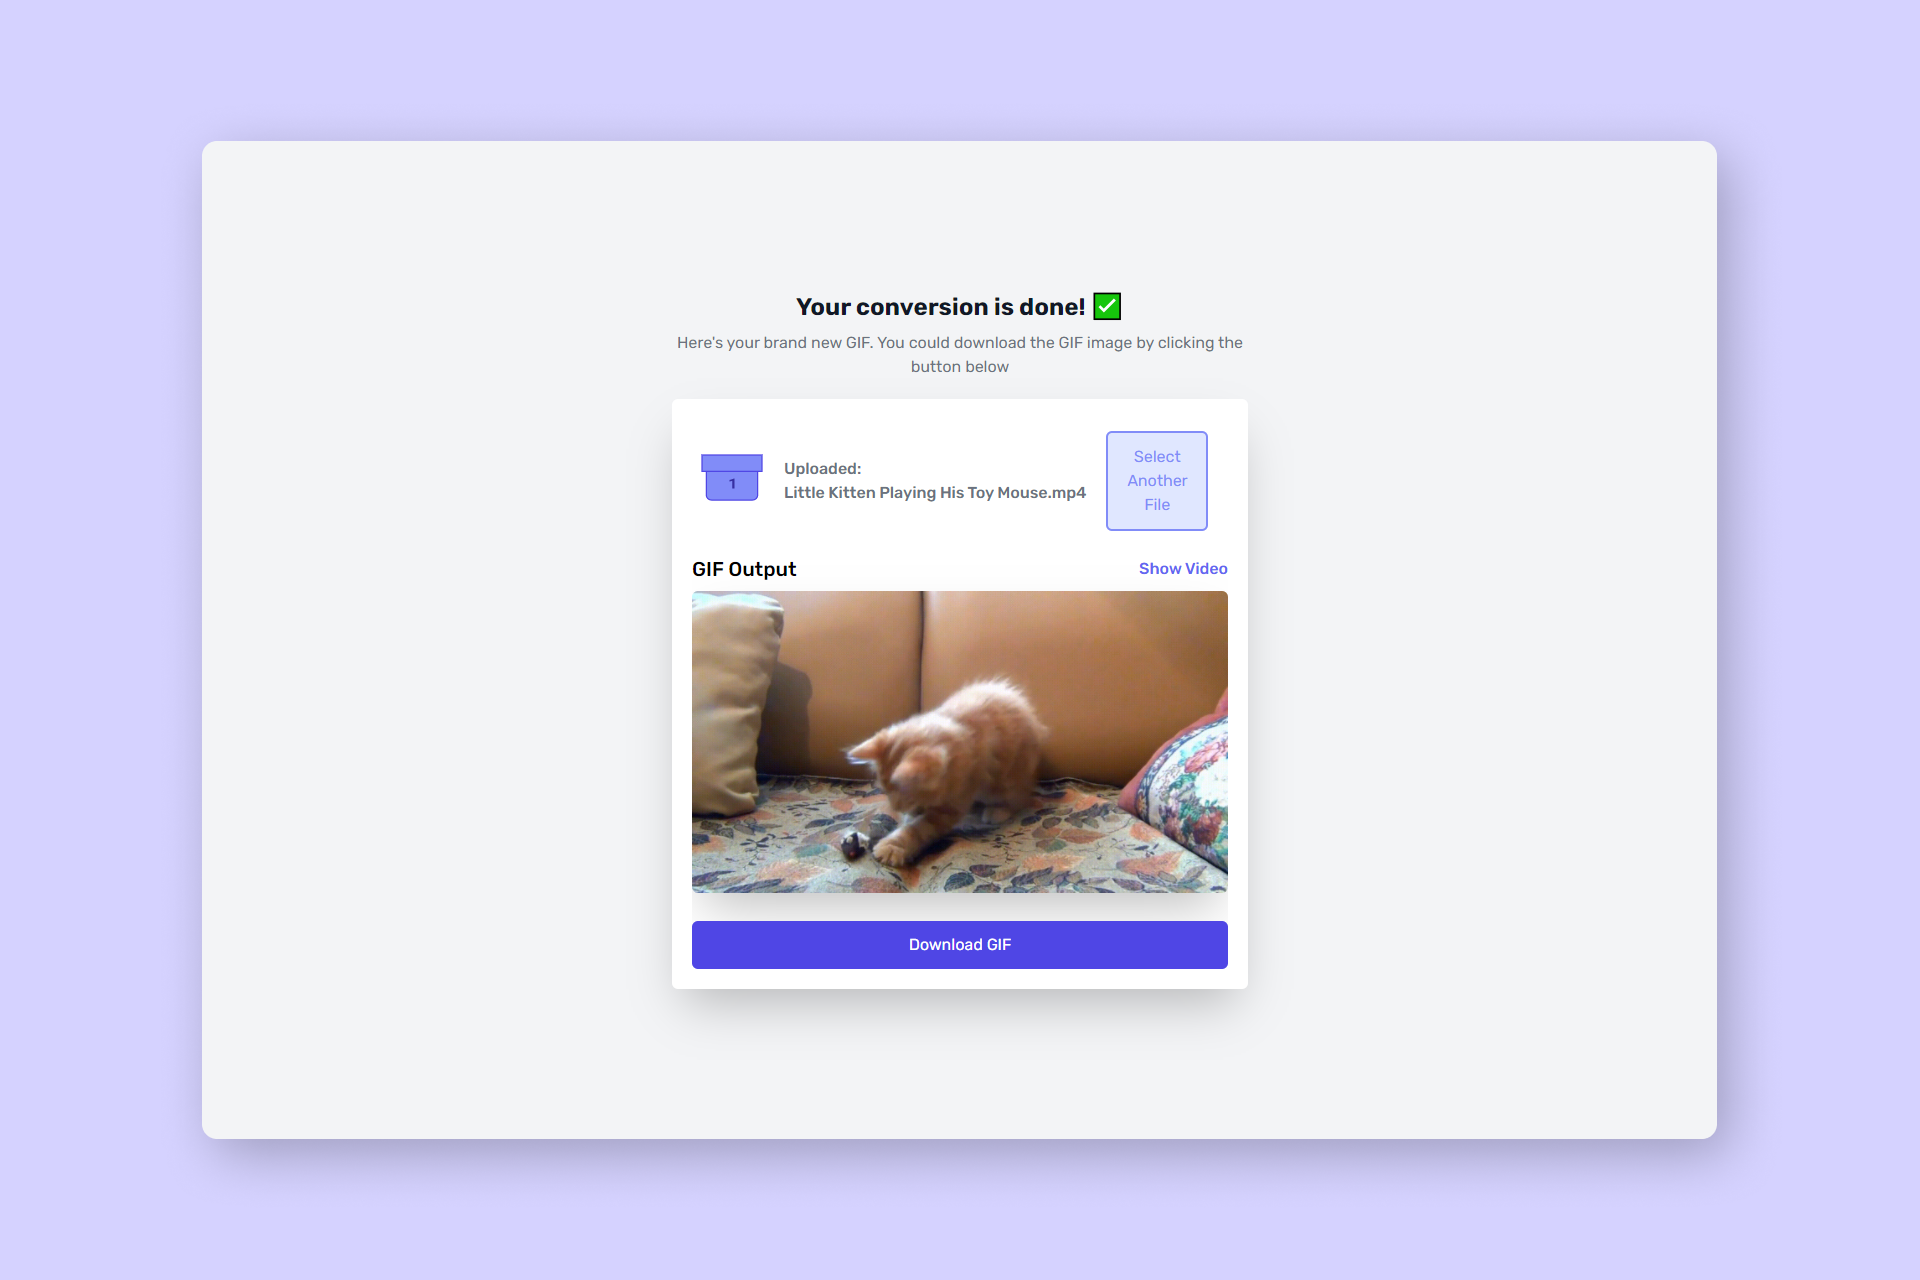 Your conversion is done! ✅
Here's your brand new GIF. You could download the GIF image by clicking the
button below
1
Uploaded:
Little Kitten Playing His Toy Mouse.mp4
Select
Another
File
GIF Output
Show Video
Download GIF